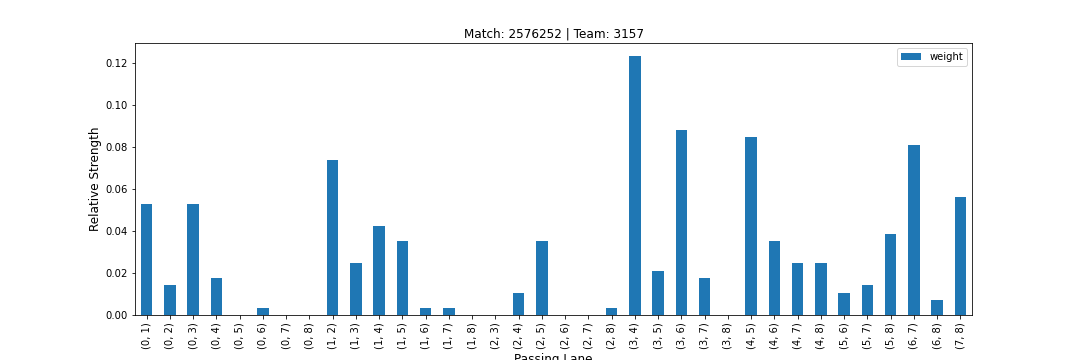 Match: 2576252 | Team: 3157
weight
Relative Strength
0.12
0.10
0.08
0.06
0.04
0.02
0.00
(0, 1) (0, 2) (0, 3) (0, 4) (0, 5) (0, 6) (0, 7) (0, 8) (1, 2) (1, 3) (1, 4) (1, 5) (1, 6) (1, 7) (1, 8) (2, 3) (2, 4) (2, 5) (2, 6) (2, 7) (2, 8) (3, 4) (3, 5) (3, 6) (3, 7) (3, 8) (4, 5) (4, 6) (4, 7) (4, 8) (5, 6) (5, 7) (5, 8) (6, 7) (6, 8) (7, 8)
Passing Lane